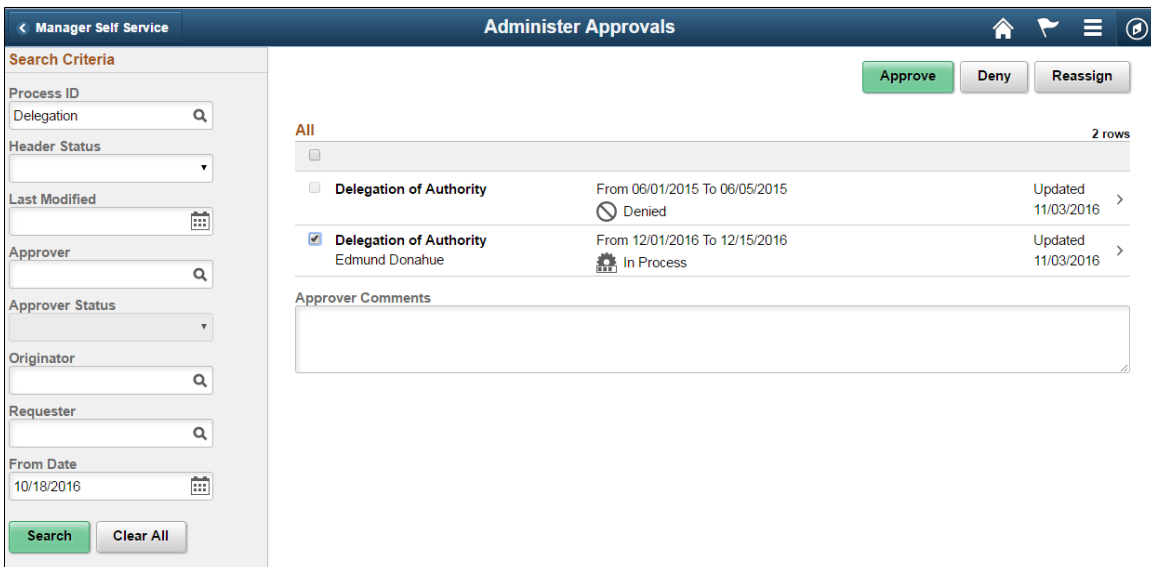 Manager Self Service
Administer Approvals
Search Criteria
Process ID
Delegation
Header Status
Last Modified
Approver
Approver Status
Originator
Requester
From Date
10/18/2016
Search Clear All
Approve Deny Reassign
All 2 rows
Delegation of Authority From 06/01/2015 To 06/05/2015 Updated
Denied 11/03/2016
Delegation of Authority From 12/01/2016 To 12/15/2016 Updated
Edmund Donahue In Process 11/03/2016
Approver Comments